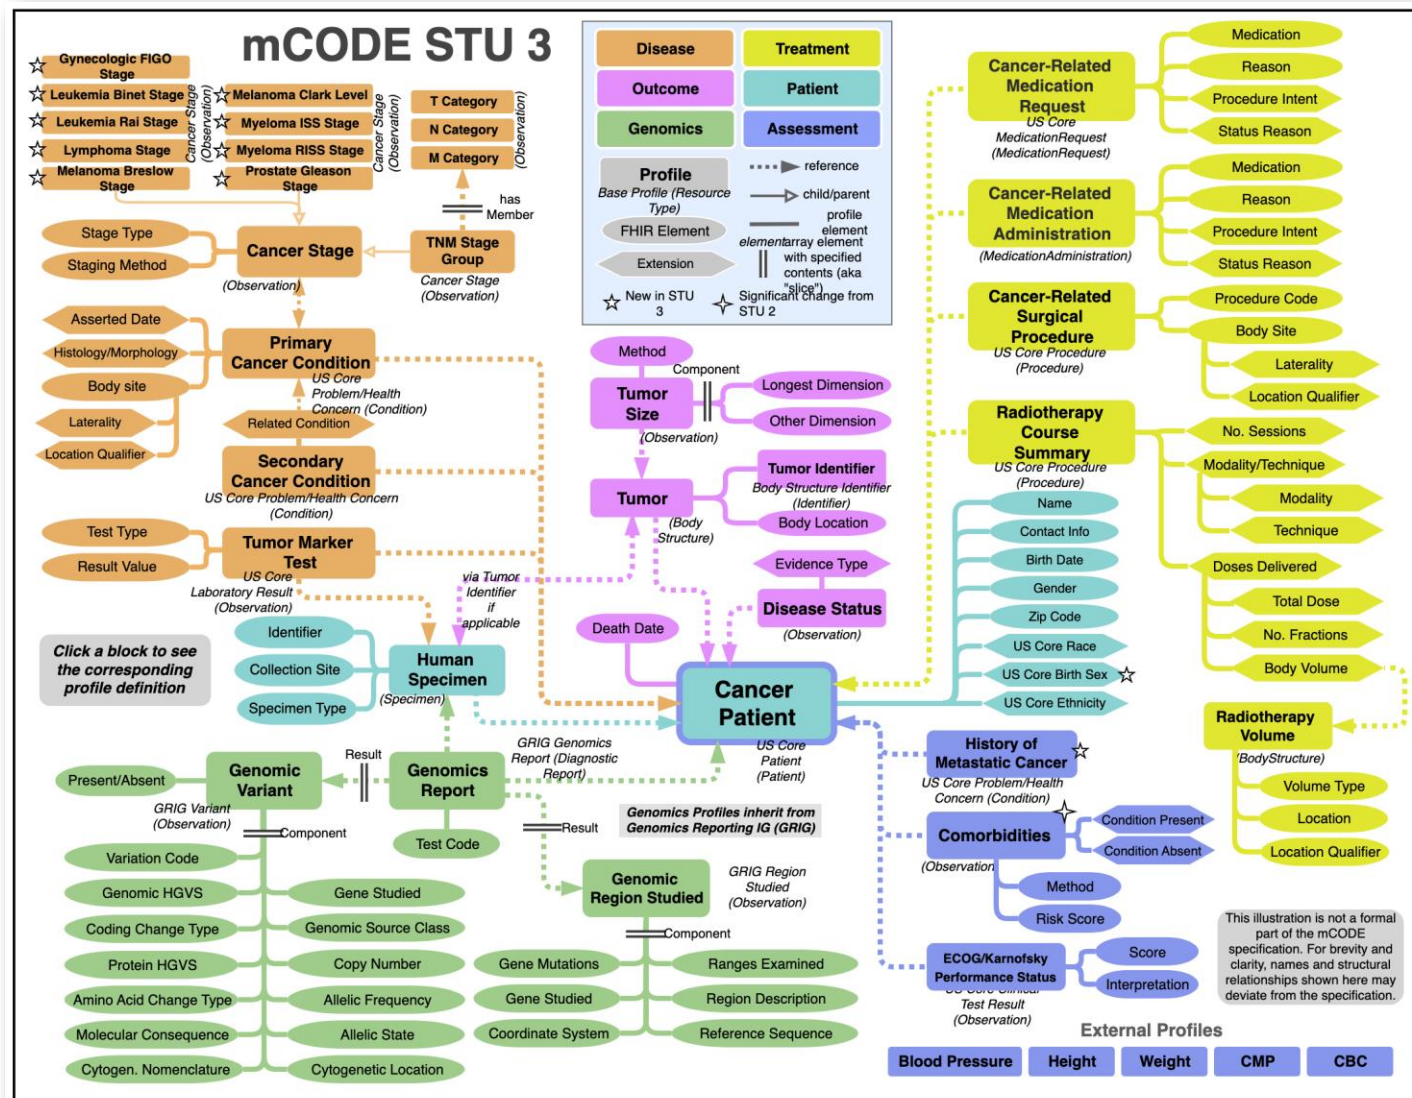 mCODE STU 3
Gynecologic FIGO
Stage
Leukemia Binet Stage
Leukemia Rai Stage
Lymphoma Stage
Melanoma Breslow
Stage
Cancer Stage
(Observation)
Melanoma Clark Level
Myeloma ISS Stage
Myeloma RISS Stage
Prostate Gleason
Stage
Cancer Stage
(Observation)
T Category
N Category
M Category
(Observation)
has
Member
Stage Type
Staging Method
Cancer Stage
(Observation)
TNM Stage
Group
Cancer Stage
(Observation)
Asserted Date
Histology/Morphology
Body site
Laterality
Location Qualifier
Primary
Cancer Condition
US Core
Problem/Health
Concern (Condition)
Related Condition
Secondary
Cancer Condition
US Core Problem/Health Concern
(Condition)
Test Type
Result Value
Tumor Marker
Test
US Core
Laboratory Result
(Observation)
Click a block to see
the corresponding
profile definition
Disease
Treatment
Outcome
Patient
Genomics
Assessment
Profile
Base Profile (Resource
Type)
FHIR Element
Extension
reference
child/parent
profile
element
element
array element
with specified
contents (aka
"slice")
New in STU
3
Significant change from
STU 2
Method
Tumor
Size
(Observation)
Component
Longest Dimension
Other Dimension
Tumor
(Body
Structure)
Tumor Identifier
Body Structure Identifier
(Identifier)
Body Location
via Tumor
Identifier
if
applicable
Evidence Type
Disease Status
(Observation)
Death Date
Identifier
Collection Site
Specimen Type
Human
Specimen
(Specimen)
Cancer
Patient
US Core
Patient
(Patient)
Cancer-Related
Medication
Request
US Core
MedicationRequest
(MedicationRequest)
Medication
Reason
Procedure Intent
Status Reason
Cancer-Related
Medication
Administration
(MedicationAdministration)
Medication
Reason
Procedure Intent
Status Reason
Cancer-Related
Surgical
Procedure
US Core Procedure
(Procedure)
Procedure Code
Body Site
Laterality
Location Qualifier
Radiotherapy
Course
Summary
US Core Procedure
(Procedure)
No. Sessions
Modality/Technique
Modality
Technique
Doses Delivered
Total Dose
No. Fractions
Body Volume
Name
Contact Info
Birth Date
Gender
Zip Code
US Core Race
US Core Birth Sex
US Core Ethnicity
Radiotherapy
Volume
(BodyStructure)
Volume Type
Location
Location Qualifier
Present/Absent
Genomic
Variant
GRIG Variant
(Observation)
Result
Genomics
Report
GRIG Genomics
Report (Diagnostic
Report)
Test Code
Result
Genomics Profiles inherit from
Genomics Reporting IG (GRIG)
Component
Variation Code
Genomic HGVS
Coding Change Type
Protein HGVS
Amino Acid Change Type
Molecular Consequence
Cytogen. Nomenclature
Gene Studied
Genomic Source Class
Copy Number
Allelic Frequency
Allelic State
Cytogenetic Location
Genomic
Region Studied
GRIG Region
Studied
(Observation)
Component
Gene Mutations
Gene Studied
Coordinate System
Ranges Examined
Region Description
Reference Sequence
History of
Metastatic Cancer
US Core Problem/Health
Concern (Condition)
Comorbidities
(Observation
Condition Present
Condition Absent
Method
Risk Score
ECOG/Karnofsky
Performance Status
US Core Clinical
Test Result
(Observation)
Score
Interpretation
This illustration is not a formal
part of the mCODE
specification. For brevity and
clarity, names and structural
relationships shown here may
deviate from the specification.
External Profiles
Blood Pressure
Height
Weight
CMP
CBC